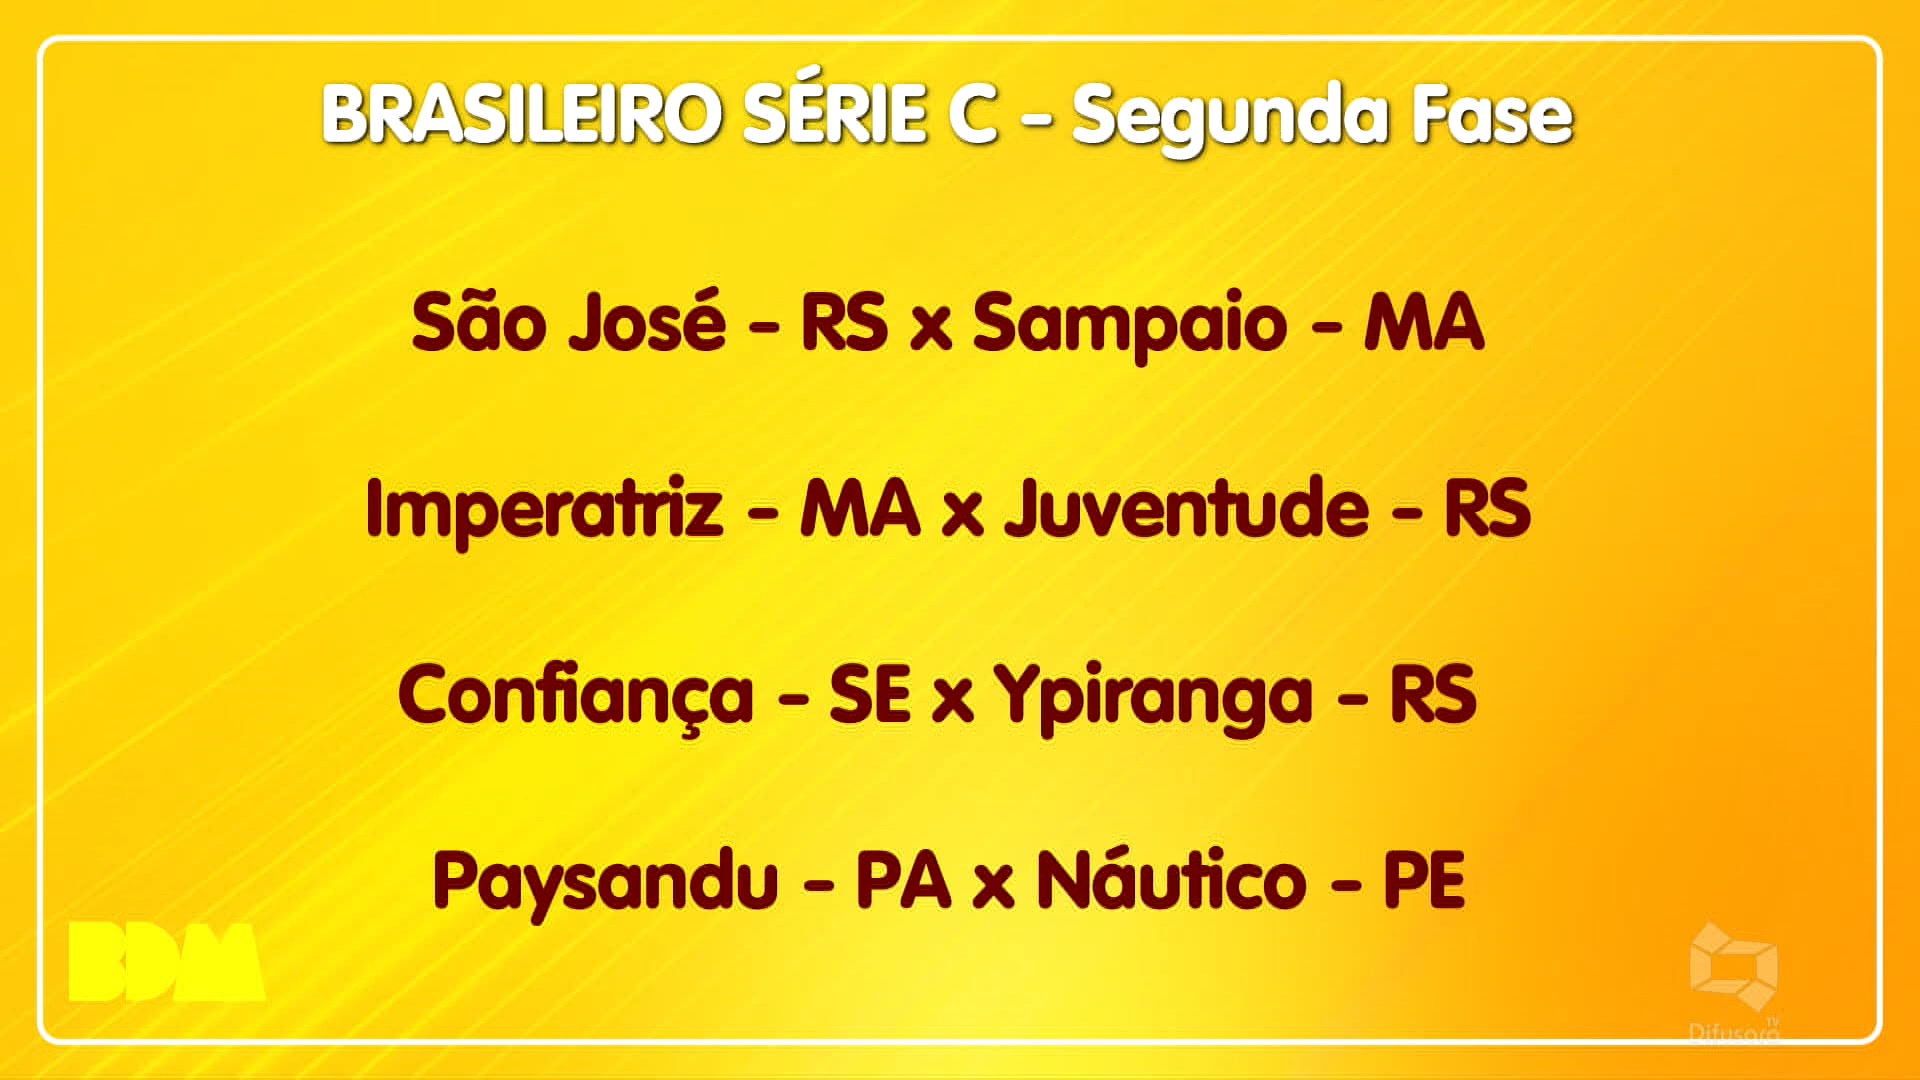 BRASILEIRO SÉRIE C - Segunda Fase
São José - RS x Sampaio - MA
Imperatriz - MA x Juventude - RS
Confiança - SE x Ypiranga - RS
Paysandu - PA x Náutico - PE
BDM
TV
Difusora